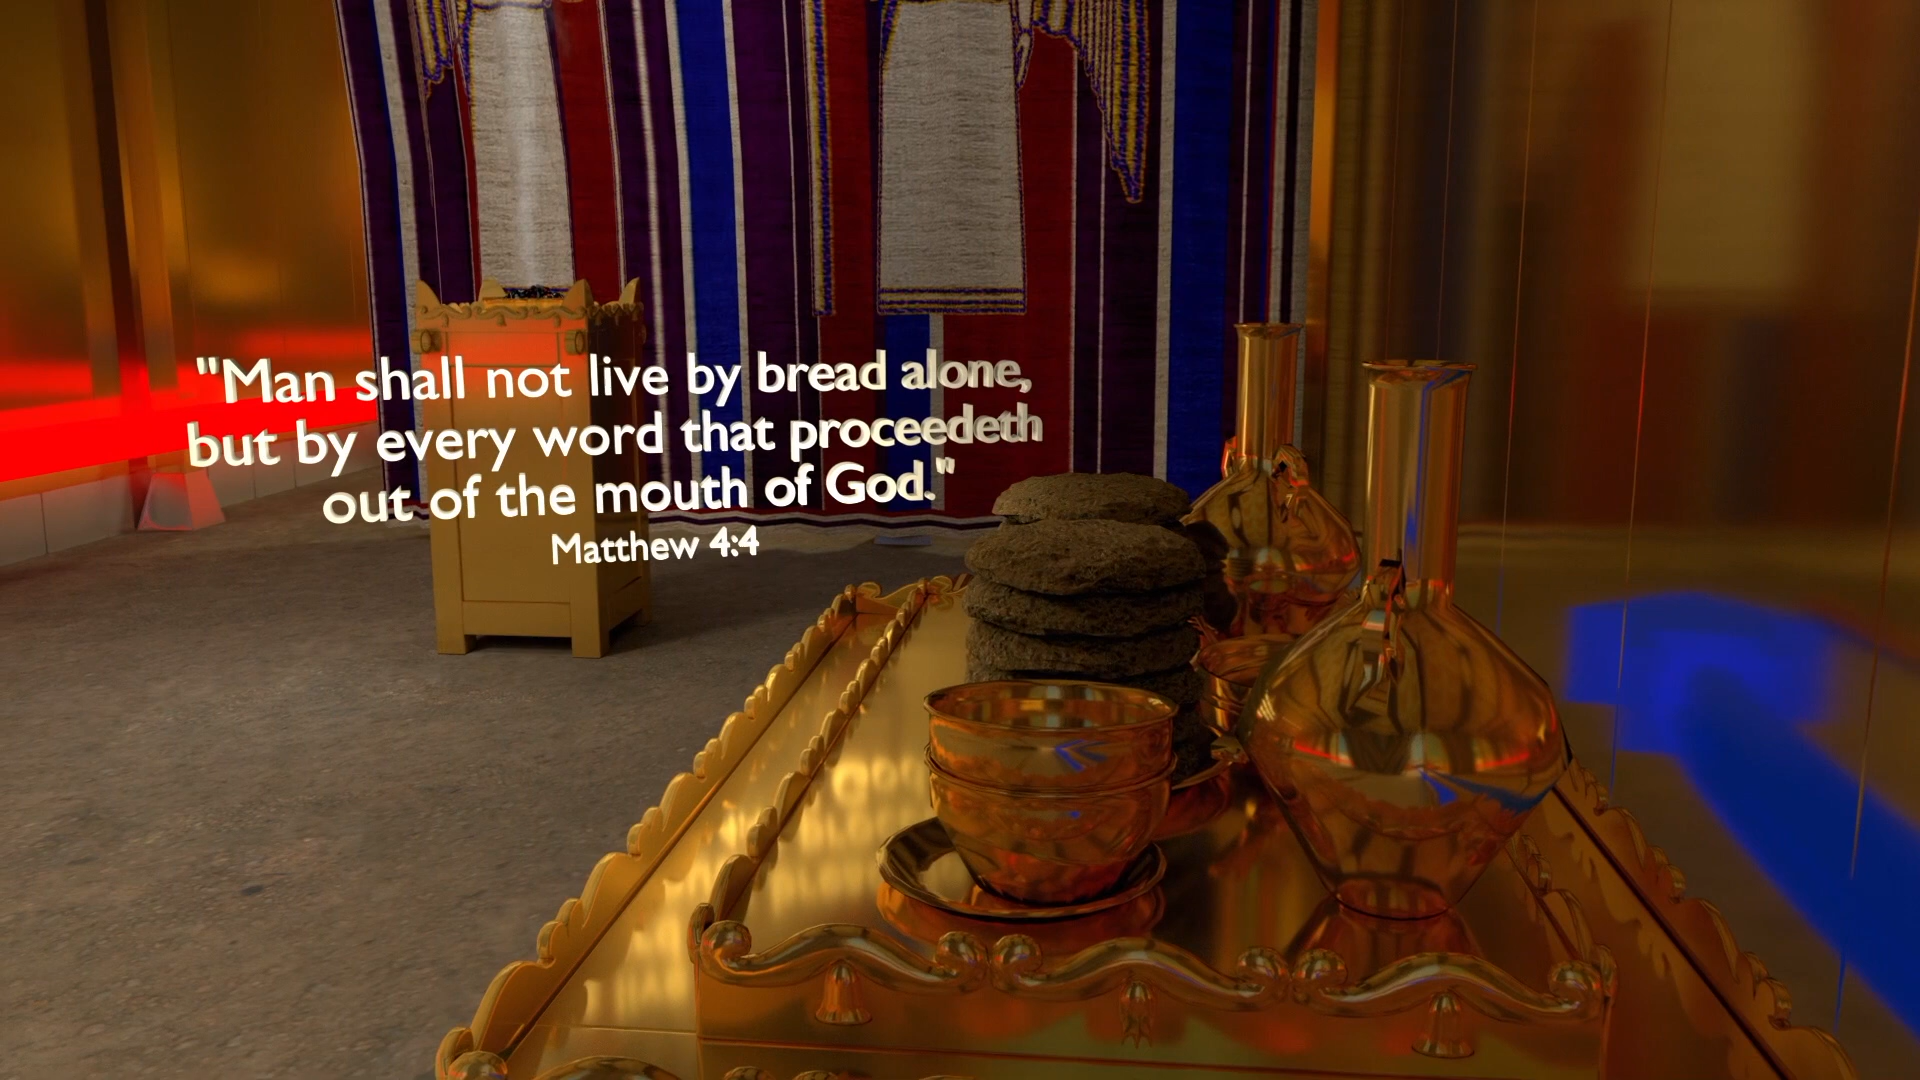 "Man shall not live by bread alone,
but by every word that proceedeth
out of the mouth of God."
Matthew 4:4